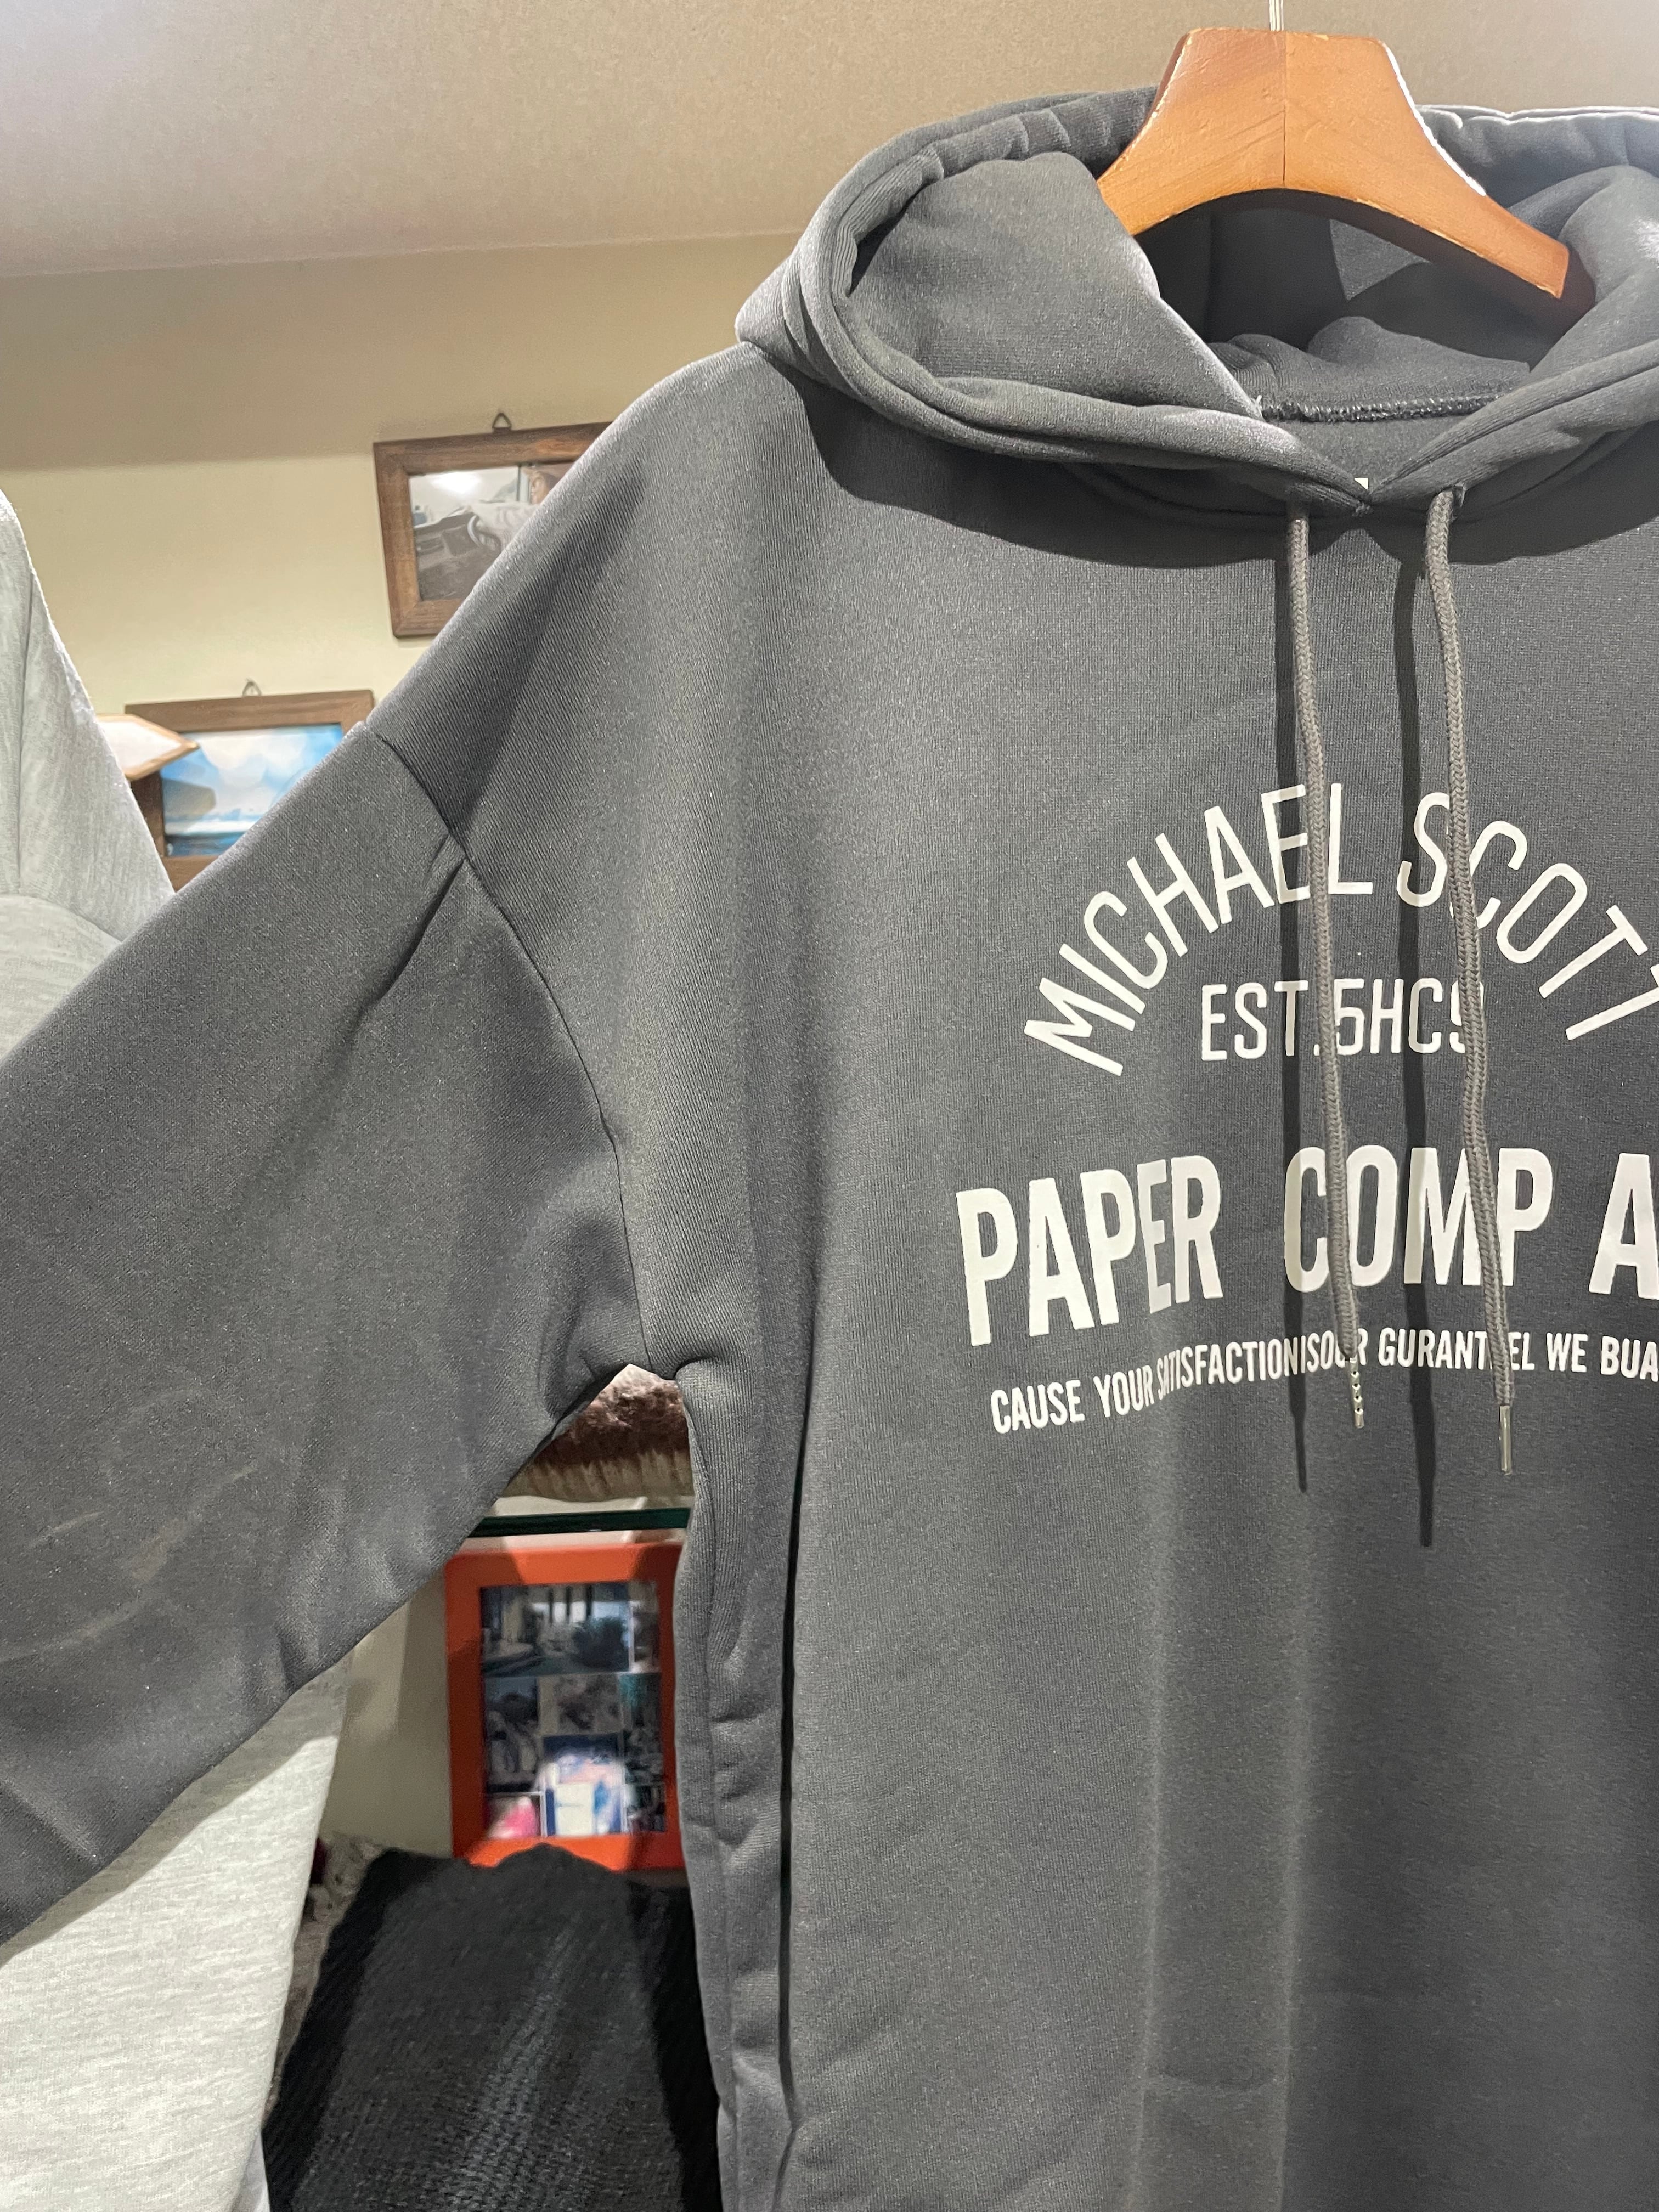 MICHAEL SCOTT
EST.5HCS
PAPER COMP A
CAUSE YOUR SATISFACTIONISOUR GURANTEEL WE BUA